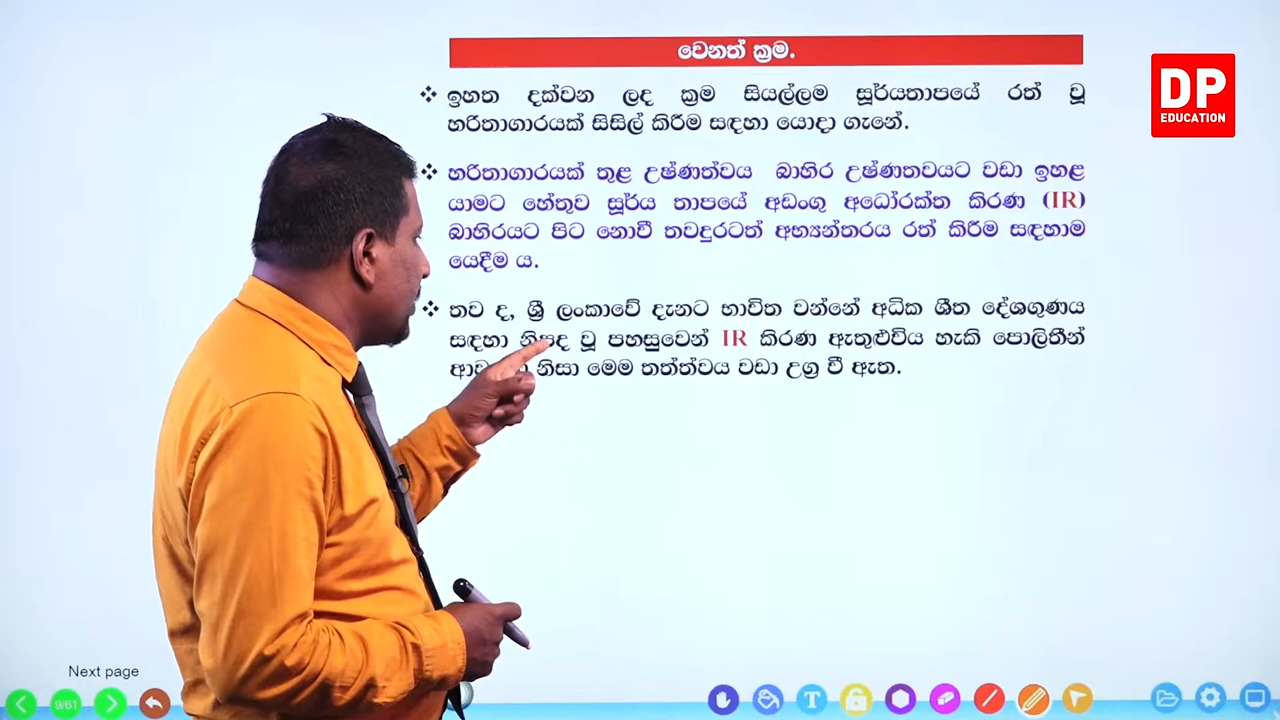 වෙනත් ක්‍රම.
DP
EDUCATION
ඉහත දක්වන ලද ක්‍රම සියල්ලම සූර්යතාපයේ රත් වූ
හරිතාගාරයක් සිසිල් කිරීම සඳහා යොදා ගැනේ.
හරිතාගාරයක් තුළ උෂ්ණත්වය බාහිර උෂ්ණතවයට වඩා ඉහළ
යාමට හේතුව සූර්ය තාපයේ අඩංගු අධෝරක්ත කිරණ (IR)
බාහිරයට පිට නොවී තවදුරටත් අභ්‍යන්තරය රත් කිරීම සඳහාම
යෙදීම ය.
තව ද, ශ්‍රී ලංකාවේ දැනට භාවිත වන්නේ අධික ශීත දේශගුණය
සඳහා නිපද වූ පහසුවෙන් IR කිරණ ඇතුළුවිය හැකි පොලිතීන්
නිසා මෙම තත්ත්වය වඩා උග්‍ර වී ඇත.
Next page
9/61